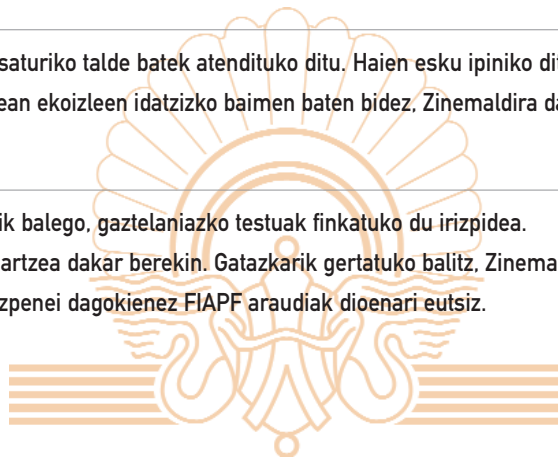 saturiko talde batek atendituko ditu. Haien esku ipiniko di
ean ekoizleen idatzizko baimen baten bidez, Zinemaldira da
ik balego, gaztelaniazko testuak finkatuko du irizpidea.
artzea dakar berekin. Gatazkarik gertatuko balitz, Zinema
zpenei dagokienez FIAPF araudiak dioenari eutsiz.